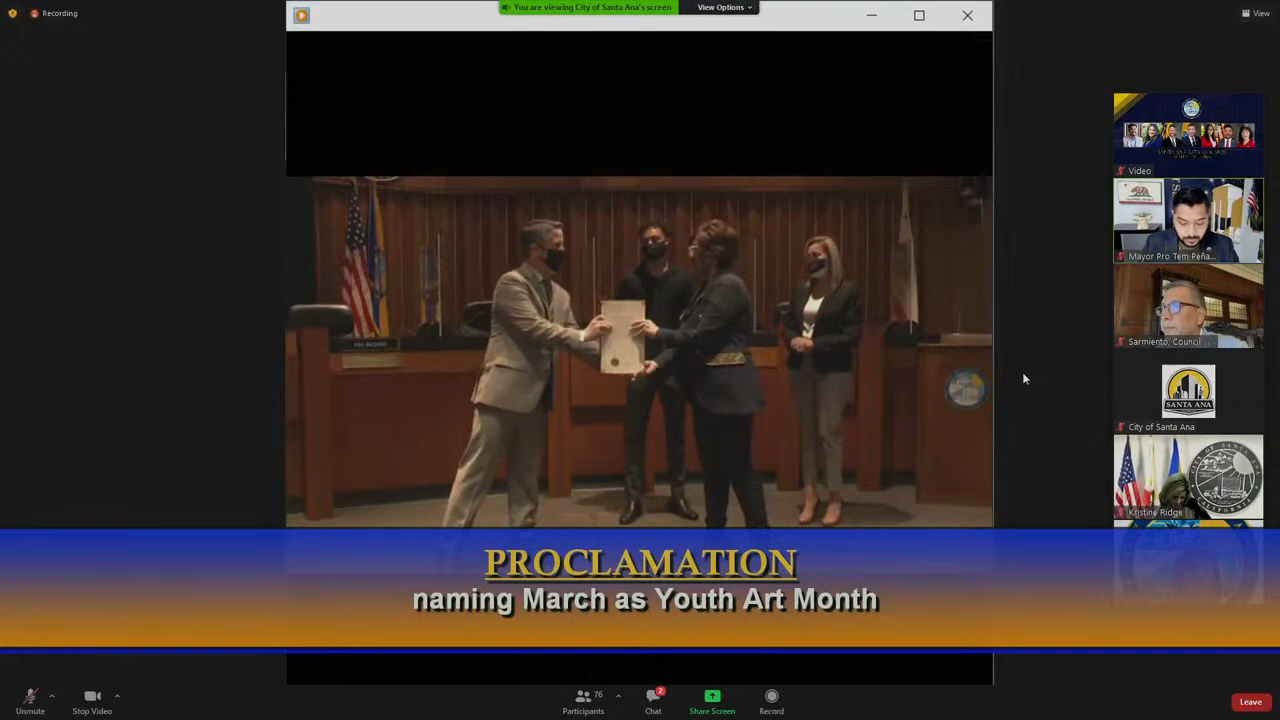 Recording
You are viewing City of Santa Ana's screen
View Options
View
Video
Mayor Pro Tem Peña...
Sarmiento, Council ...
SANTA ANA
City of Santa Ana
Kristine Ridge
PROCLAMATION
naming March as Youth Art Month
Unmute
Stop Video
76
Participants
2
Chat
Share Screen
Record
Leave